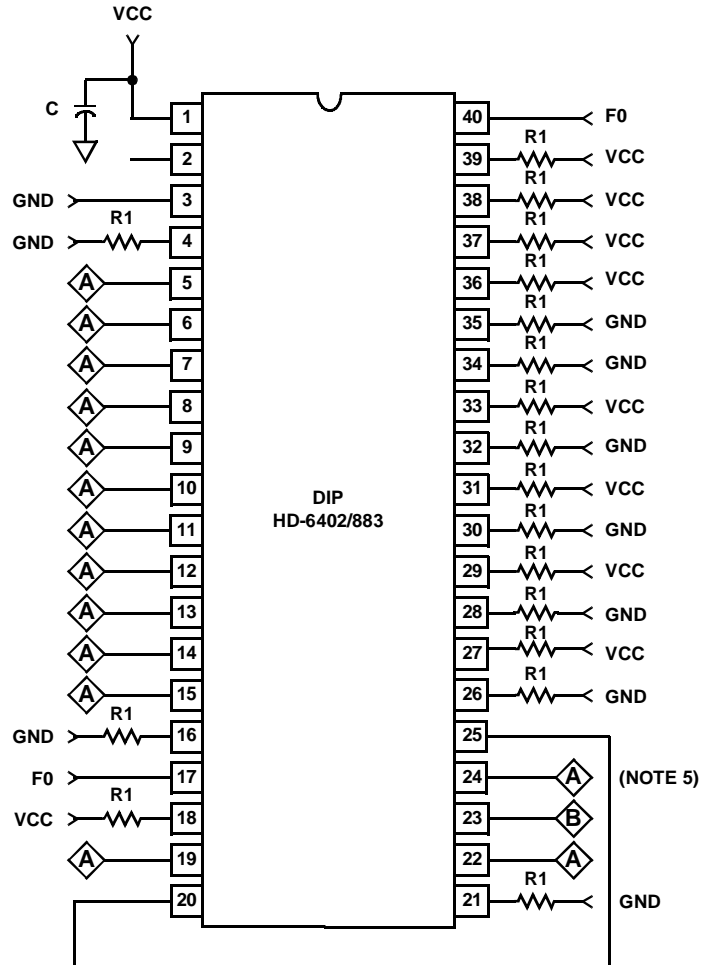 VCC
C
1
40
F0
2
39
R1
VCC
GND
3
38
R1
VCC
GND
R1
4
37
R1
VCC
A
5
36
R1
VCC
A
6
35
R1
GND
A
7
34
R1
GND
A
8
33
R1
VCC
A
9
32
R1
GND
A
10
31
R1
VCC
DIP
HD-6402/883
A
11
30
R1
GND
A
12
29
R1
VCC
A
13
28
R1
GND
A
14
27
R1
VCC
A
15
26
R1
GND
GND
R1
16
25
F0
17
24
A
(NOTE 5)
VCC
R1
18
23
B
A
19
22
A
20
21
R1
GND